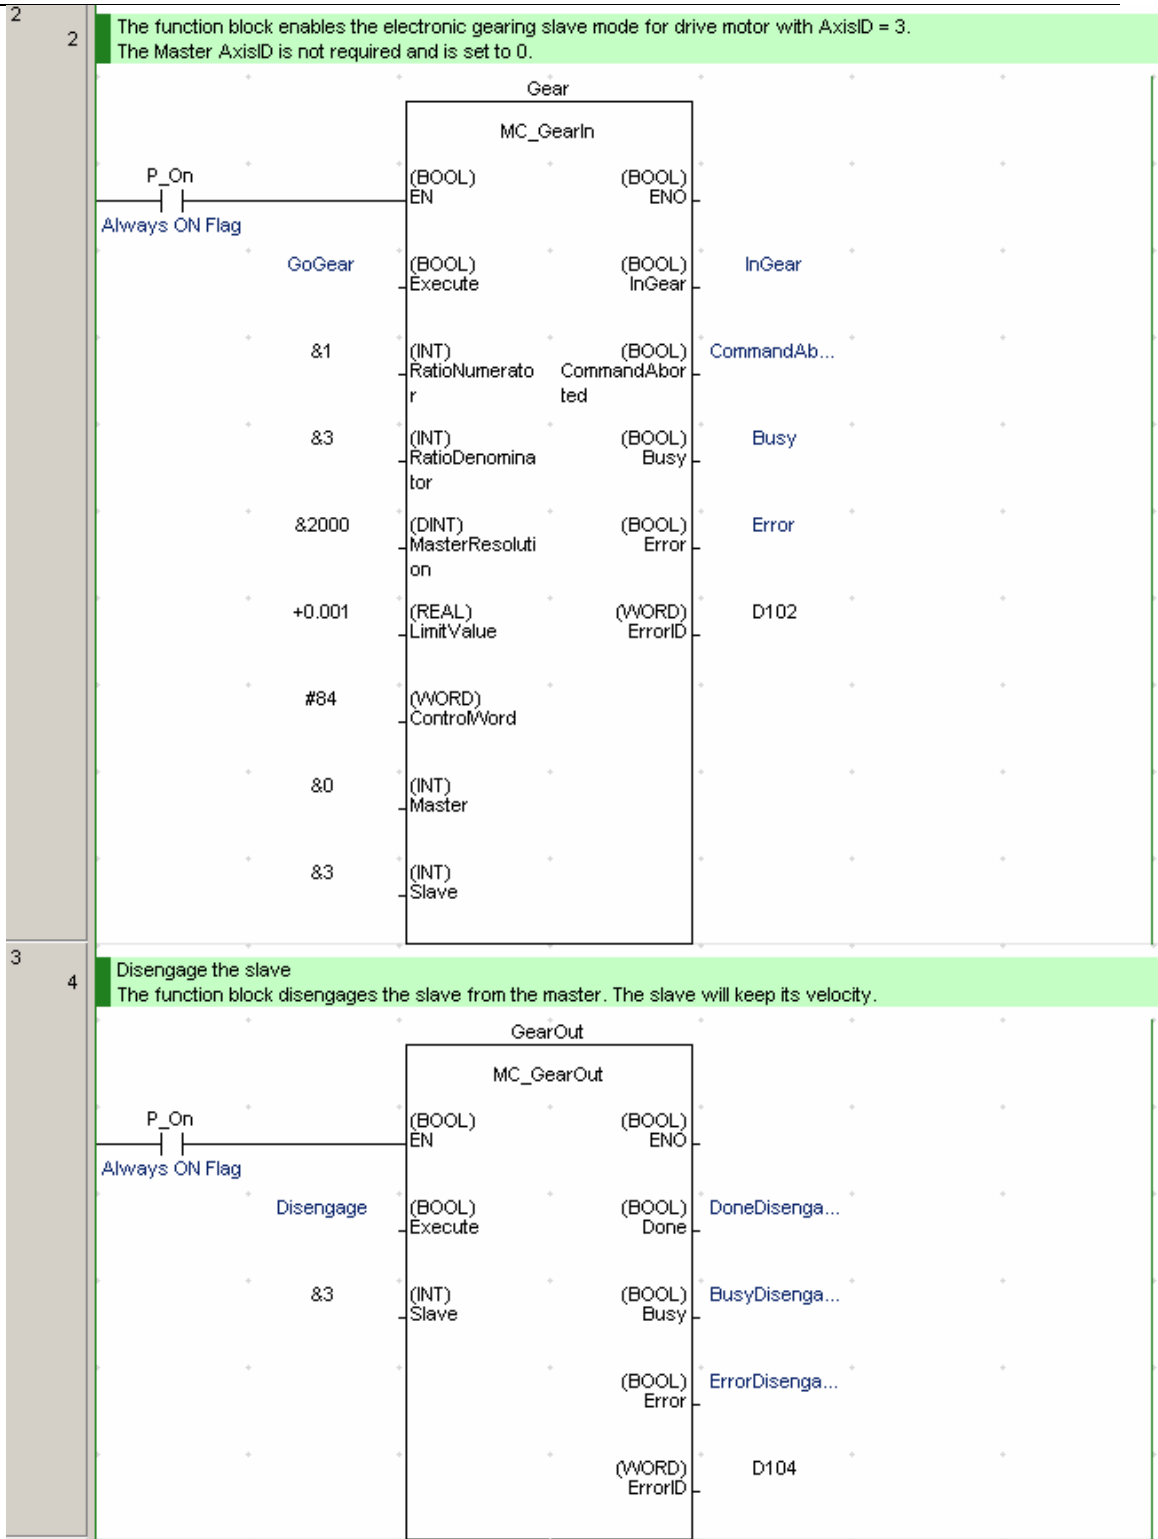 2
2
The function block enables the electronic gearing slave mode for drive motor with AxisID = 3.
The Master AxisID is not required and is set to 0.
Gear
MC_GearIn
P_On
(BOOL) (BOOL)
EN ENO
Always ON Flag
GoGear (BOOL) (BOOL) InGear
Execute InGear
&1 (INT) (BOOL) CommandAb...
RatioNumerato CommandAbor
r ted
&3 (INT) (BOOL) Busy
RatioDenomina Busy
tor
&2000 (DINT) (BOOL) Error
MasterResoluti Error
on
+0.001 (REAL) (WORD) D102
LimitValue ErrorID
#84 (WORD)
ControlWord
&0 (INT)
Master
&3 (INT)
Slave
3
4
Disengage the slave
The function block disengages the slave from the master. The slave will keep its velocity.
GearOut
MC_GearOut
P_On
(BOOL) (BOOL)
EN ENO
Always ON Flag
Disengage (BOOL) (BOOL) DoneDisenga...
Execute Done
&3 (INT) (BOOL) BusyDisenga...
Slave Busy
(BOOL) ErrorDisenga...
Error
(WORD) D104
ErrorID